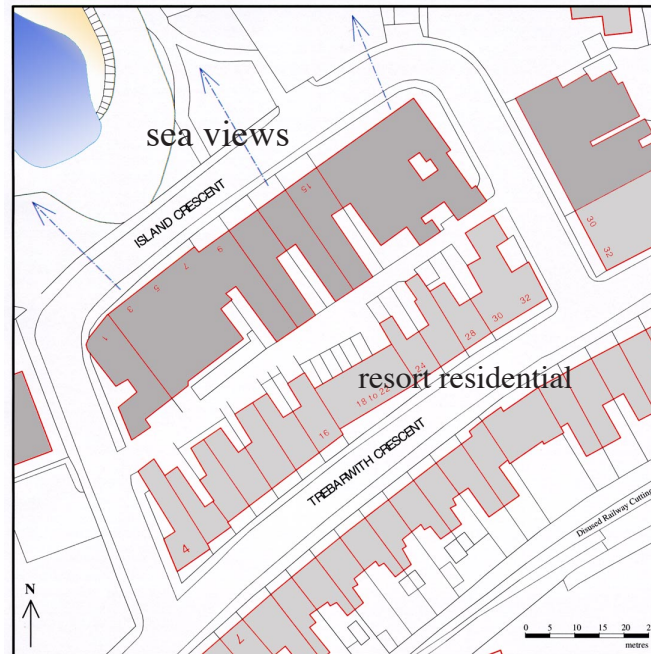 sea views
ISLAND CRESCENT
1
3
5
7
9
15
30
32
resort residential
4
16
18 to 22
24
28
30
32
TREBARWITH CRESCENT
7
Disused Railway Cutting
N
0 5 10 15 20 2
metres